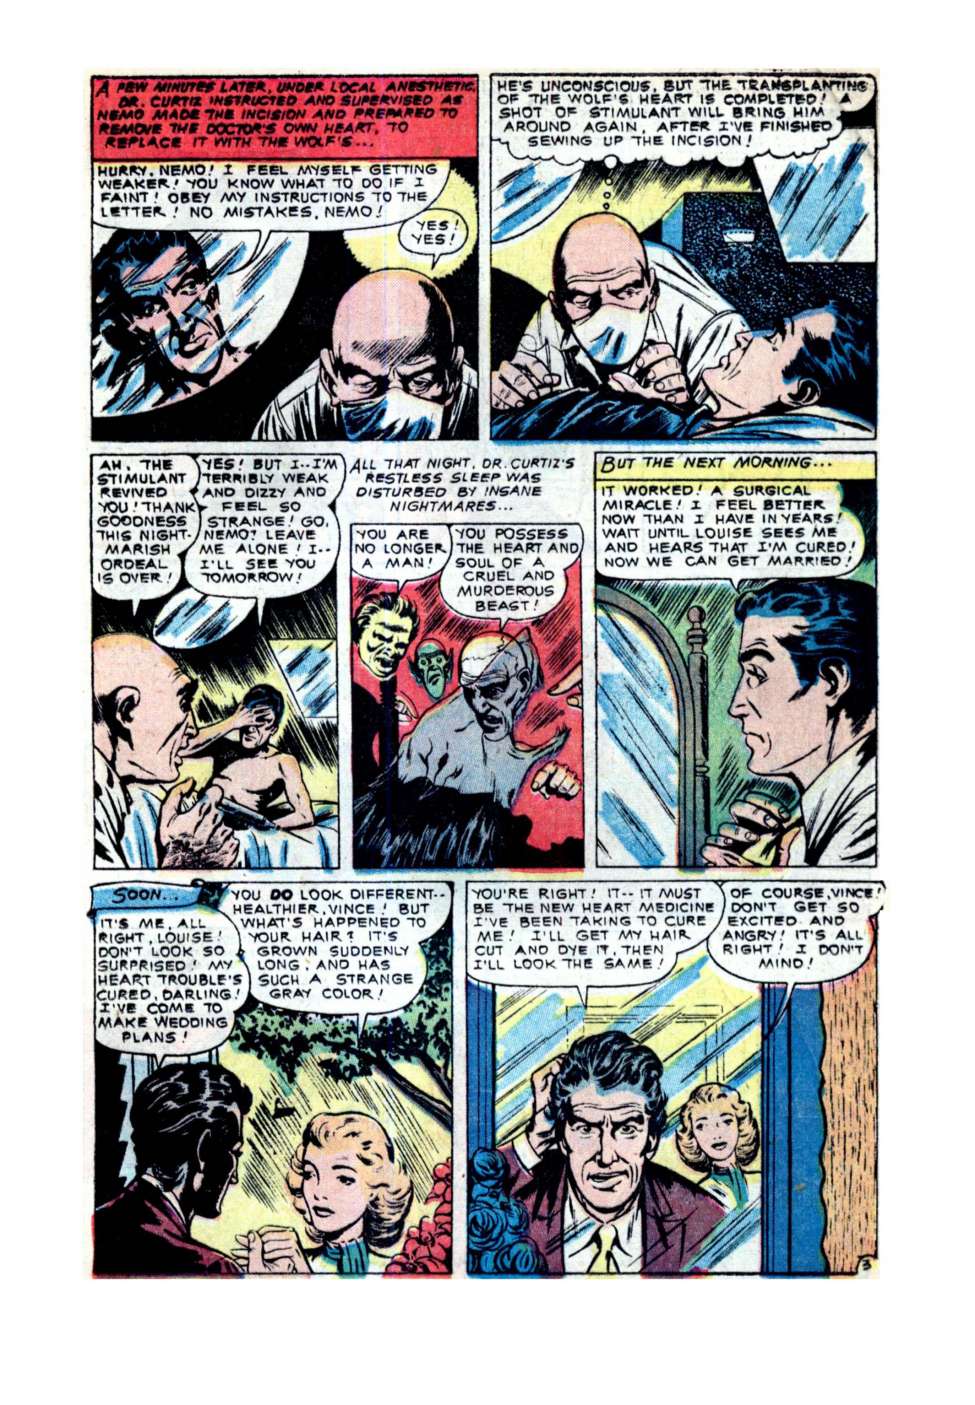 A FEW MINUTES LATER, UNDER LOCAL ANESTHETIC,
DR. CURTIZ INSTRUCTED AND SUPERVISED AS
NEMO MADE THE INCISION AND PREPARED TO
REMOVE THE DOCTOR'S OWN HEART, TO
REPLACE IT WITH THE WOLF'S...
HURRY, NEMO! I FEEL MYSELF GETTING
WEAKER! YOU KNOW WHAT TO DO IF I
FAINT! OBEY MY INSTRUCTIONS TO THE
LETTER! NO MISTAKES, NEMO!
YES!
YES!
HE'S UNCONSCIOUS, BUT THE TRANSPLANTING
OF THE WOLF'S HEART IS COMPLETED! A
SHOT OF STIMULANT WILL BRING HIM
AROUND AGAIN, AFTER I'VE FINISHED
SEWING UP THE INCISION!
AH, THE
STIMULANT
REVIVED
YOU! THANK
GOODNESS
THIS NIGHT-
MARISH
ORDEAL
IS OVER!
YES! BUT I--I'M
TERRIBLY WEAK
AND DIZZY AND
FEEL SO
STRANGE! GO,
NEMO! LEAVE
ME ALONE! I--
I'LL SEE YOU
TOMORROW!
ALL THAT NIGHT, DR. CURTIZ'S
RESTLESS SLEEP WAS
DISTURBED BY INSANE
NIGHTMARES...
YOU ARE
NO LONGER
A MAN!
YOU POSSESS
THE HEART AND
SOUL OF A
CRUEL AND
MURDEROUS
BEAST!
BUT THE NEXT MORNING...
IT WORKED! A SURGICAL
MIRACLE! I FEEL BETTER
NOW THAN I HAVE IN YEARS!
WAIT UNTIL LOUISE SEES ME
AND HEARS THAT I'M CURED!
NOW WE CAN GET MARRIED!
SOON...
IT'S ME, ALL
RIGHT, LOUISE!
DON'T LOOK SO
SURPRISED! MY
HEART TROUBLE'S
CURED, DARLING!
I'VE COME TO
MAKE WEDDING
PLANS!
YOU DO LOOK DIFFERENT--
HEALTHIER, VINCE! BUT
WHAT'S HAPPENED TO
YOUR HAIR? IT'S
GROWN SUDDENLY
LONG, AND HAS
SUCH A STRANGE
GRAY COLOR!
YOU'RE RIGHT! IT-- IT MUST
BE THE NEW HEART MEDICINE
I'VE BEEN TAKING TO CURE
ME! I'LL GET MY HAIR
CUT AND DYE IT, THEN
I'LL LOOK THE SAME!
OF COURSE, VINCE!
DON'T GET SO
EXCITED AND
ANGRY! IT'S ALL
RIGHT! I DON'T
MIND!
3